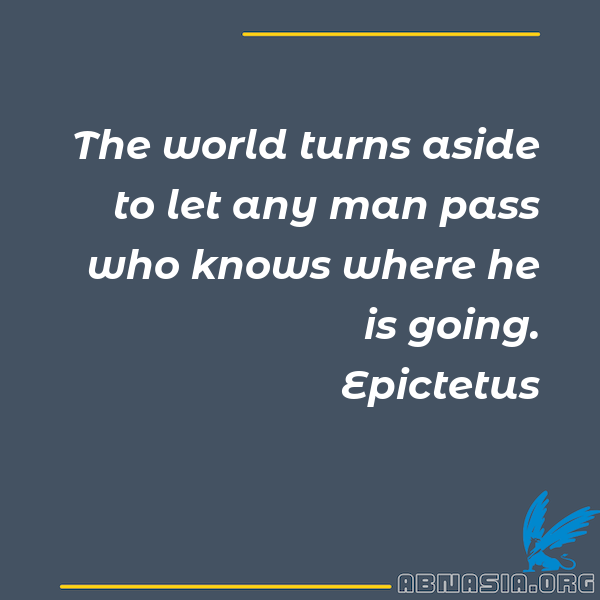 The world turns aside
to let any man pass
who knows where he
is going.
Epictetus
ABNASIA.ORG